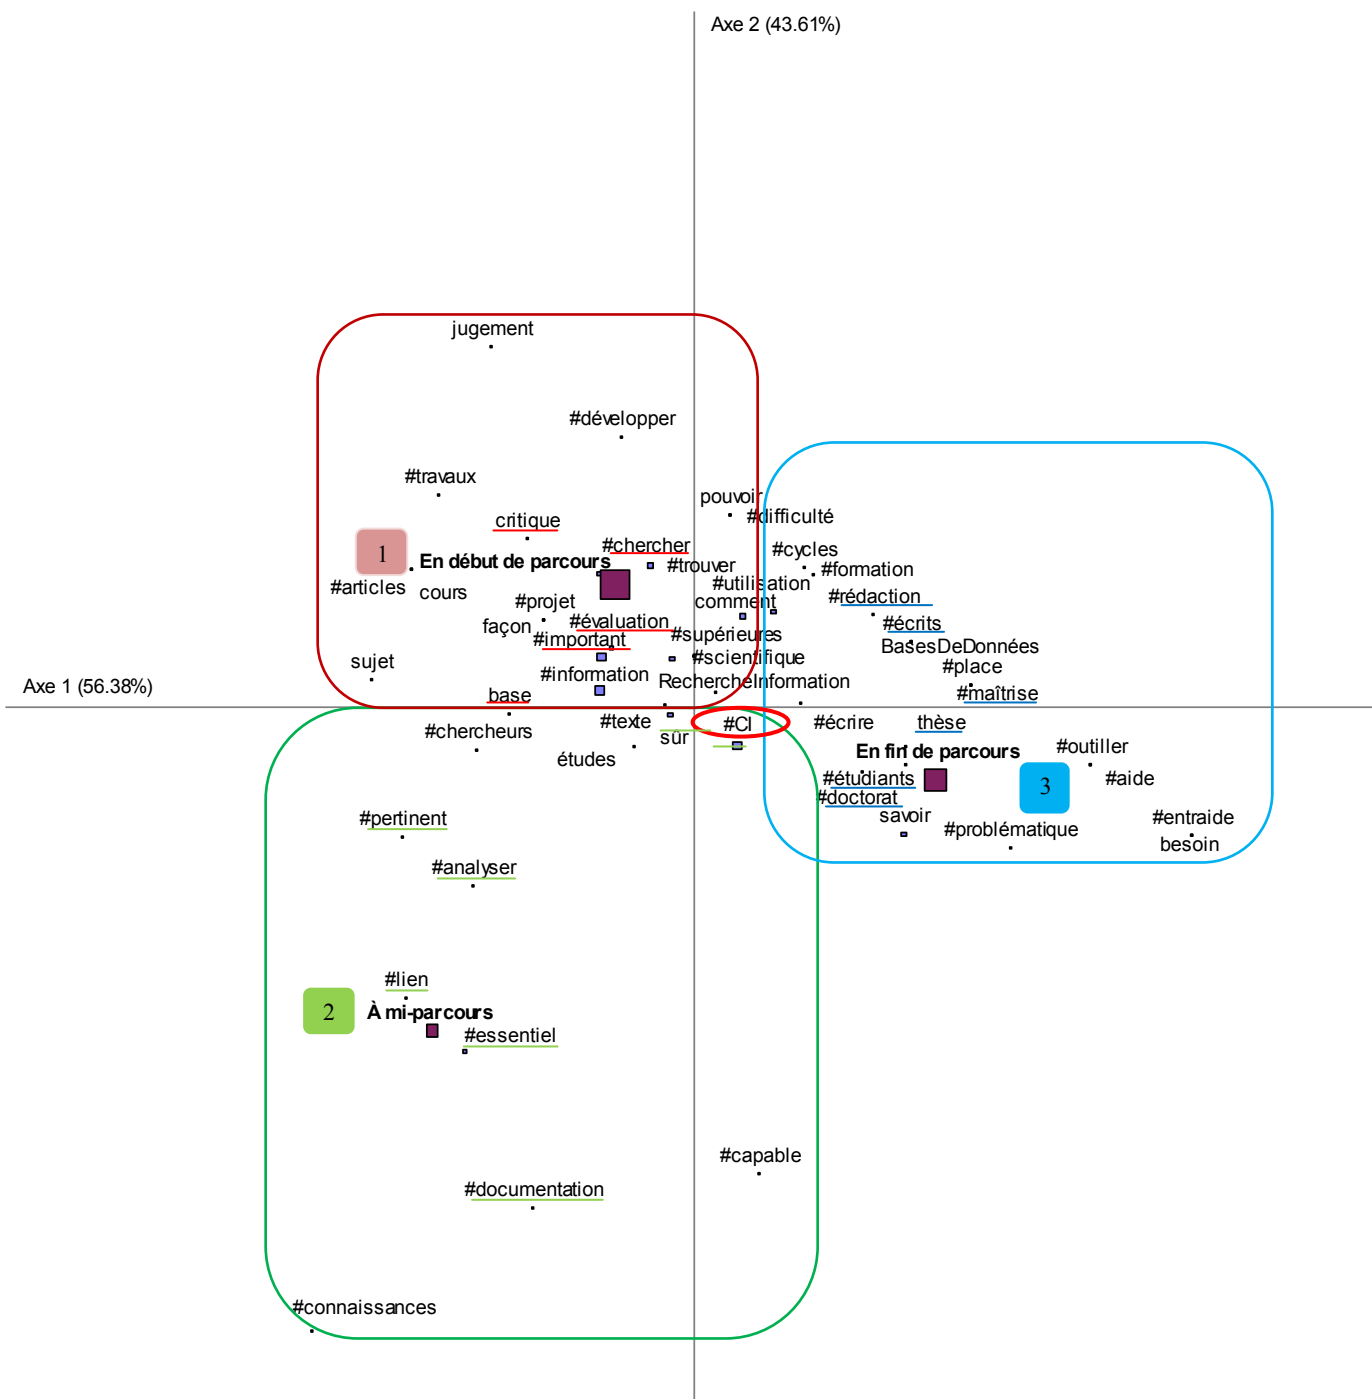 Axe 2 (43.61%)
jugement
#développer
#travaux
pouvoir
critique
#difficulté
#chercher
1
En début de parcours
#trouver
#cycles
#formation
#articles
cours
#utilisation
#projet
comment
#rédaction
façon
#évaluation
#écrits
#important
#supérieures
BasesDeDonnées
sujet
#scientifique
#place
#information
RechercheInformation
Axe 1 (56.38%)
base
#maîtrise
#chercheurs
#texte
sûr
#CI
#écrire
thèse
études
En fin de parcours
#outiller
#étudiants
3
#aide
#doctorat
#pertinent
savoir
#problématique
#entraide
besoin
#analyser
#lien
2
À mi-parcours
#essentiel
#capable
#documentation
#connaissances